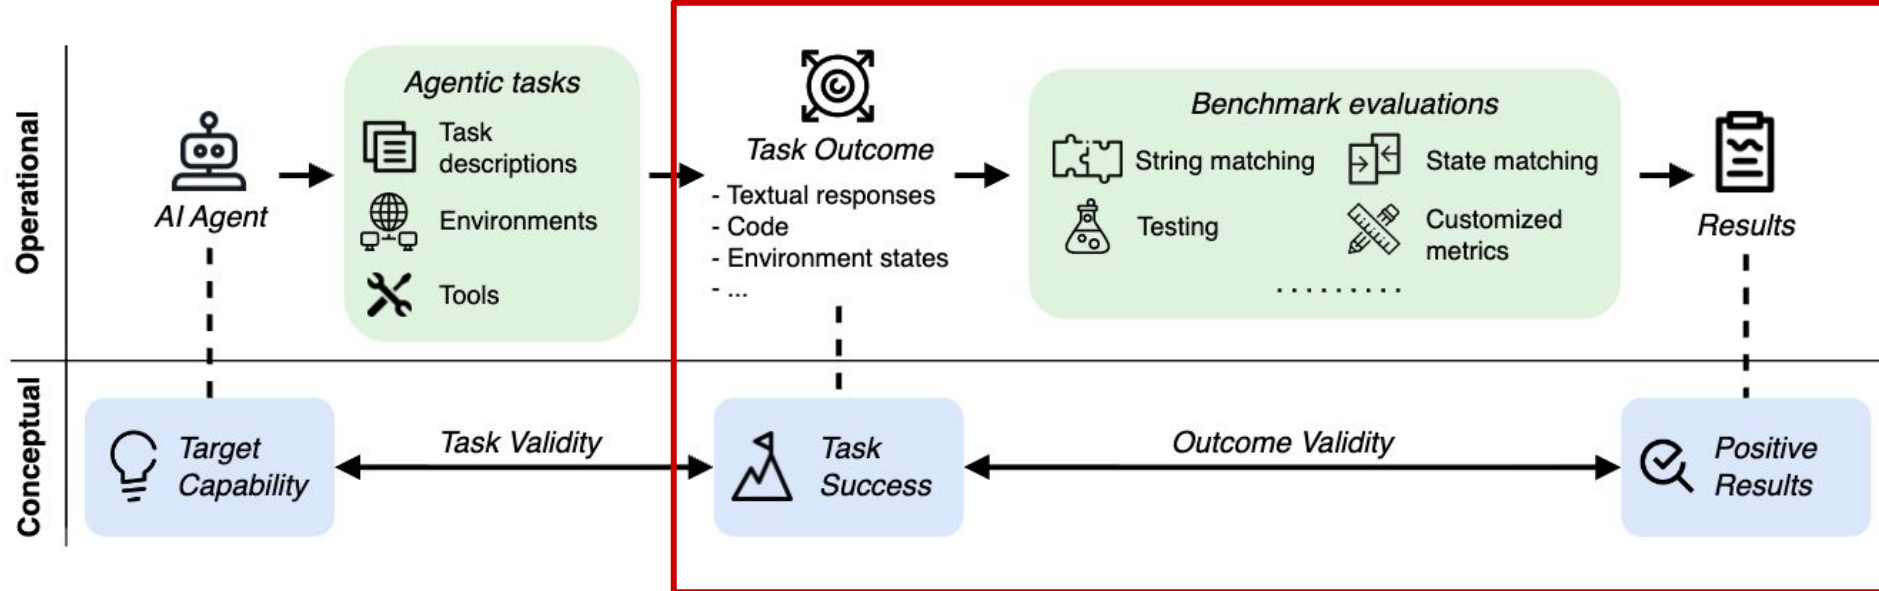 Operational
AI Agent
Agentic tasks
Task
descriptions
Environments
Tools
Task Outcome
- Textual responses
- Code
- Environment states
- ...
Benchmark evaluations
String matching
State matching
Testing
Customized
metrics
.........
Results
Conceptual
Target
Capability
Task Validity
Task
Success
Outcome Validity
Positive
Results